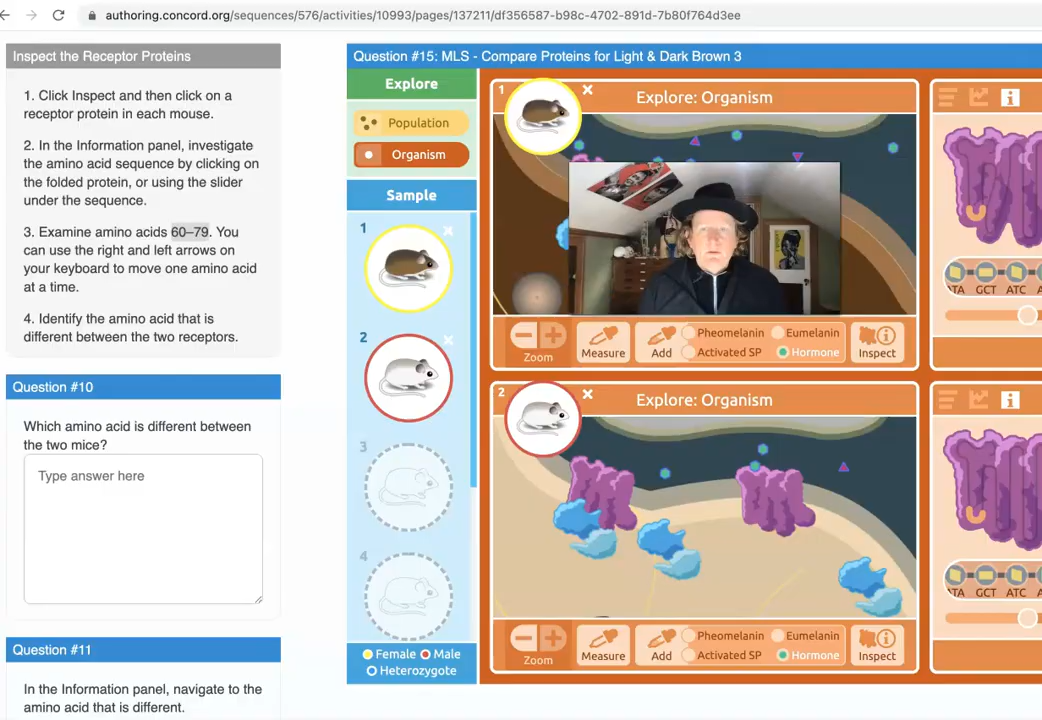 authoring.concord.org/sequences/576/activities/10993/pages/137211/df356587-b98c-4702-891d-7b80f764d3ee
Inspect the Receptor Proteins
1. Click Inspect and then click on a
receptor protein in each mouse.
2. In the Information panel, investigate
the amino acid sequence by clicking on
the folded protein, or using the slider
under the sequence.
3. Examine amino acids 60–79. You
can use the right and left arrows on
your keyboard to move one amino acid
at a time.
4. Identify the amino acid that is
different between the two receptors.
Question #10
Which amino acid is different between
the two mice?
Type answer here
Question #11
In the Information panel, navigate to the
amino acid that is different.
Question #15: MLS - Compare Proteins for Light & Dark Brown 3
Explore
Population
Organism
Sample
1
2
3
4
Female Male
Heterozygote
1
Explore: Organism
Zoom
Measure
Add
Pheomelanin
Eumelanin
Activated SP
Hormone
Inspect
TA GCT ATC
2
Explore: Organism
Zoom
Measure
Add
Pheomelanin
Eumelanin
Activated SP
Hormone
Inspect
TA GCT ATC